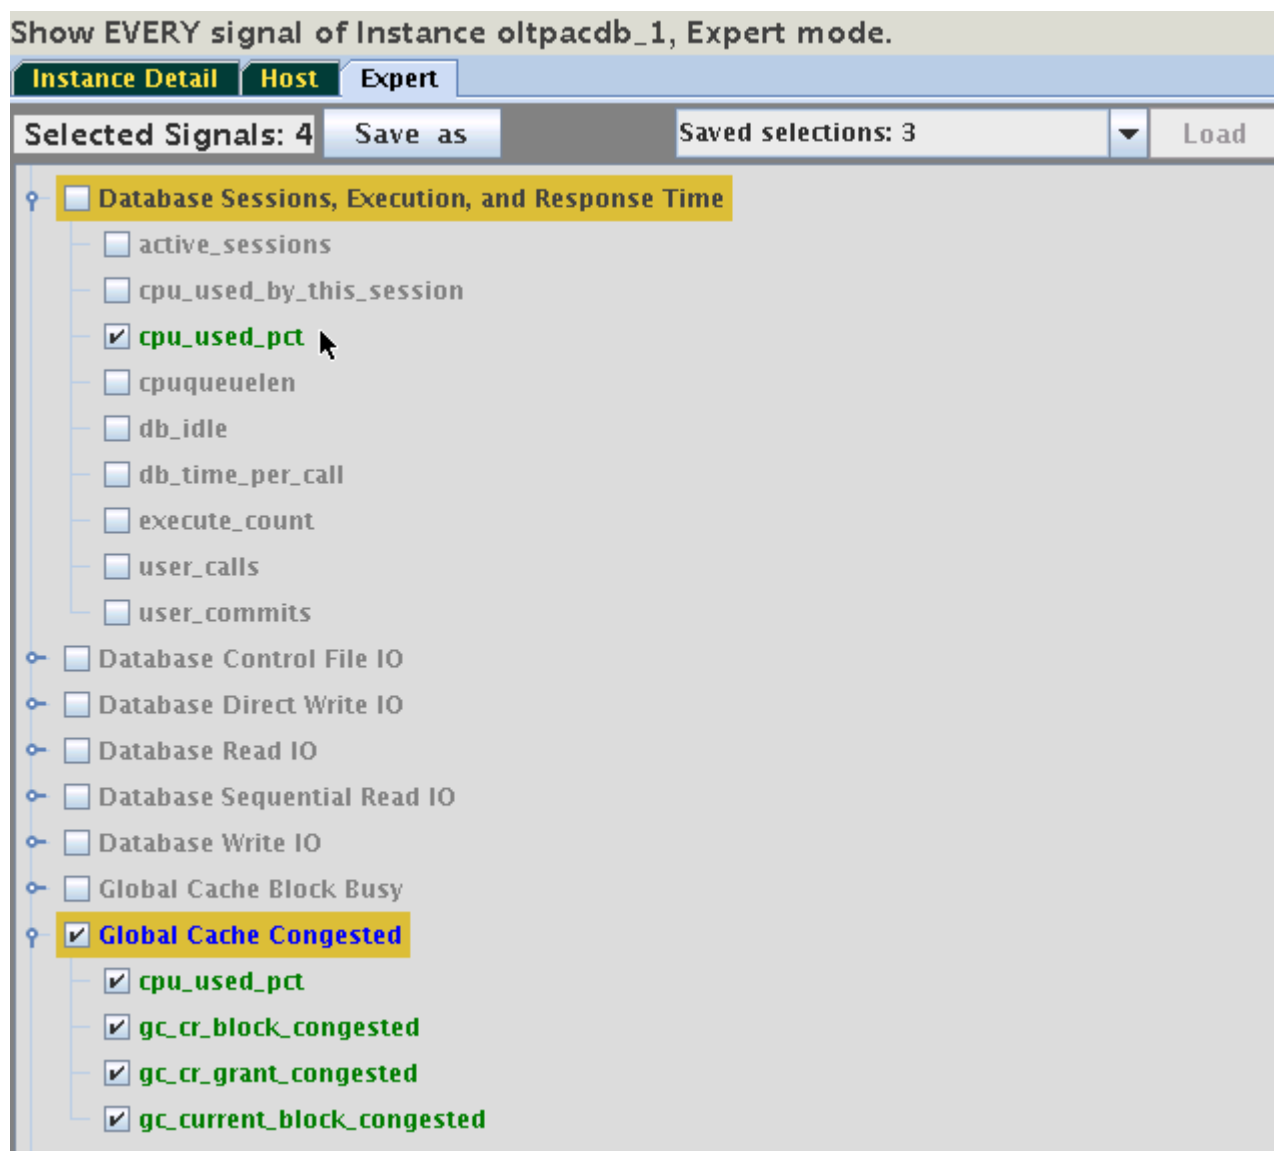 Show EVERY signal of Instance oltpacdb_1, Expert mode.
Instance Detail Host Expert
Selected Signals: 4 Save as Saved selections: 3 Load
Database Sessions, Execution, and Response Time
active_sessions
cpu_used_by_this_session
cpu_used_pct
cpuqueuelen
db_idle
db_time_per_call
execute_count
user_calls
user_commits
Database Control File IO
Database Direct Write IO
Database Read IO
Database Sequential Read IO
Database Write IO
Global Cache Block Busy
Global Cache Congested
cpu_used_pct
gc_cr_block_congested
gc_cr_grant_congested
gc_current_block_congested